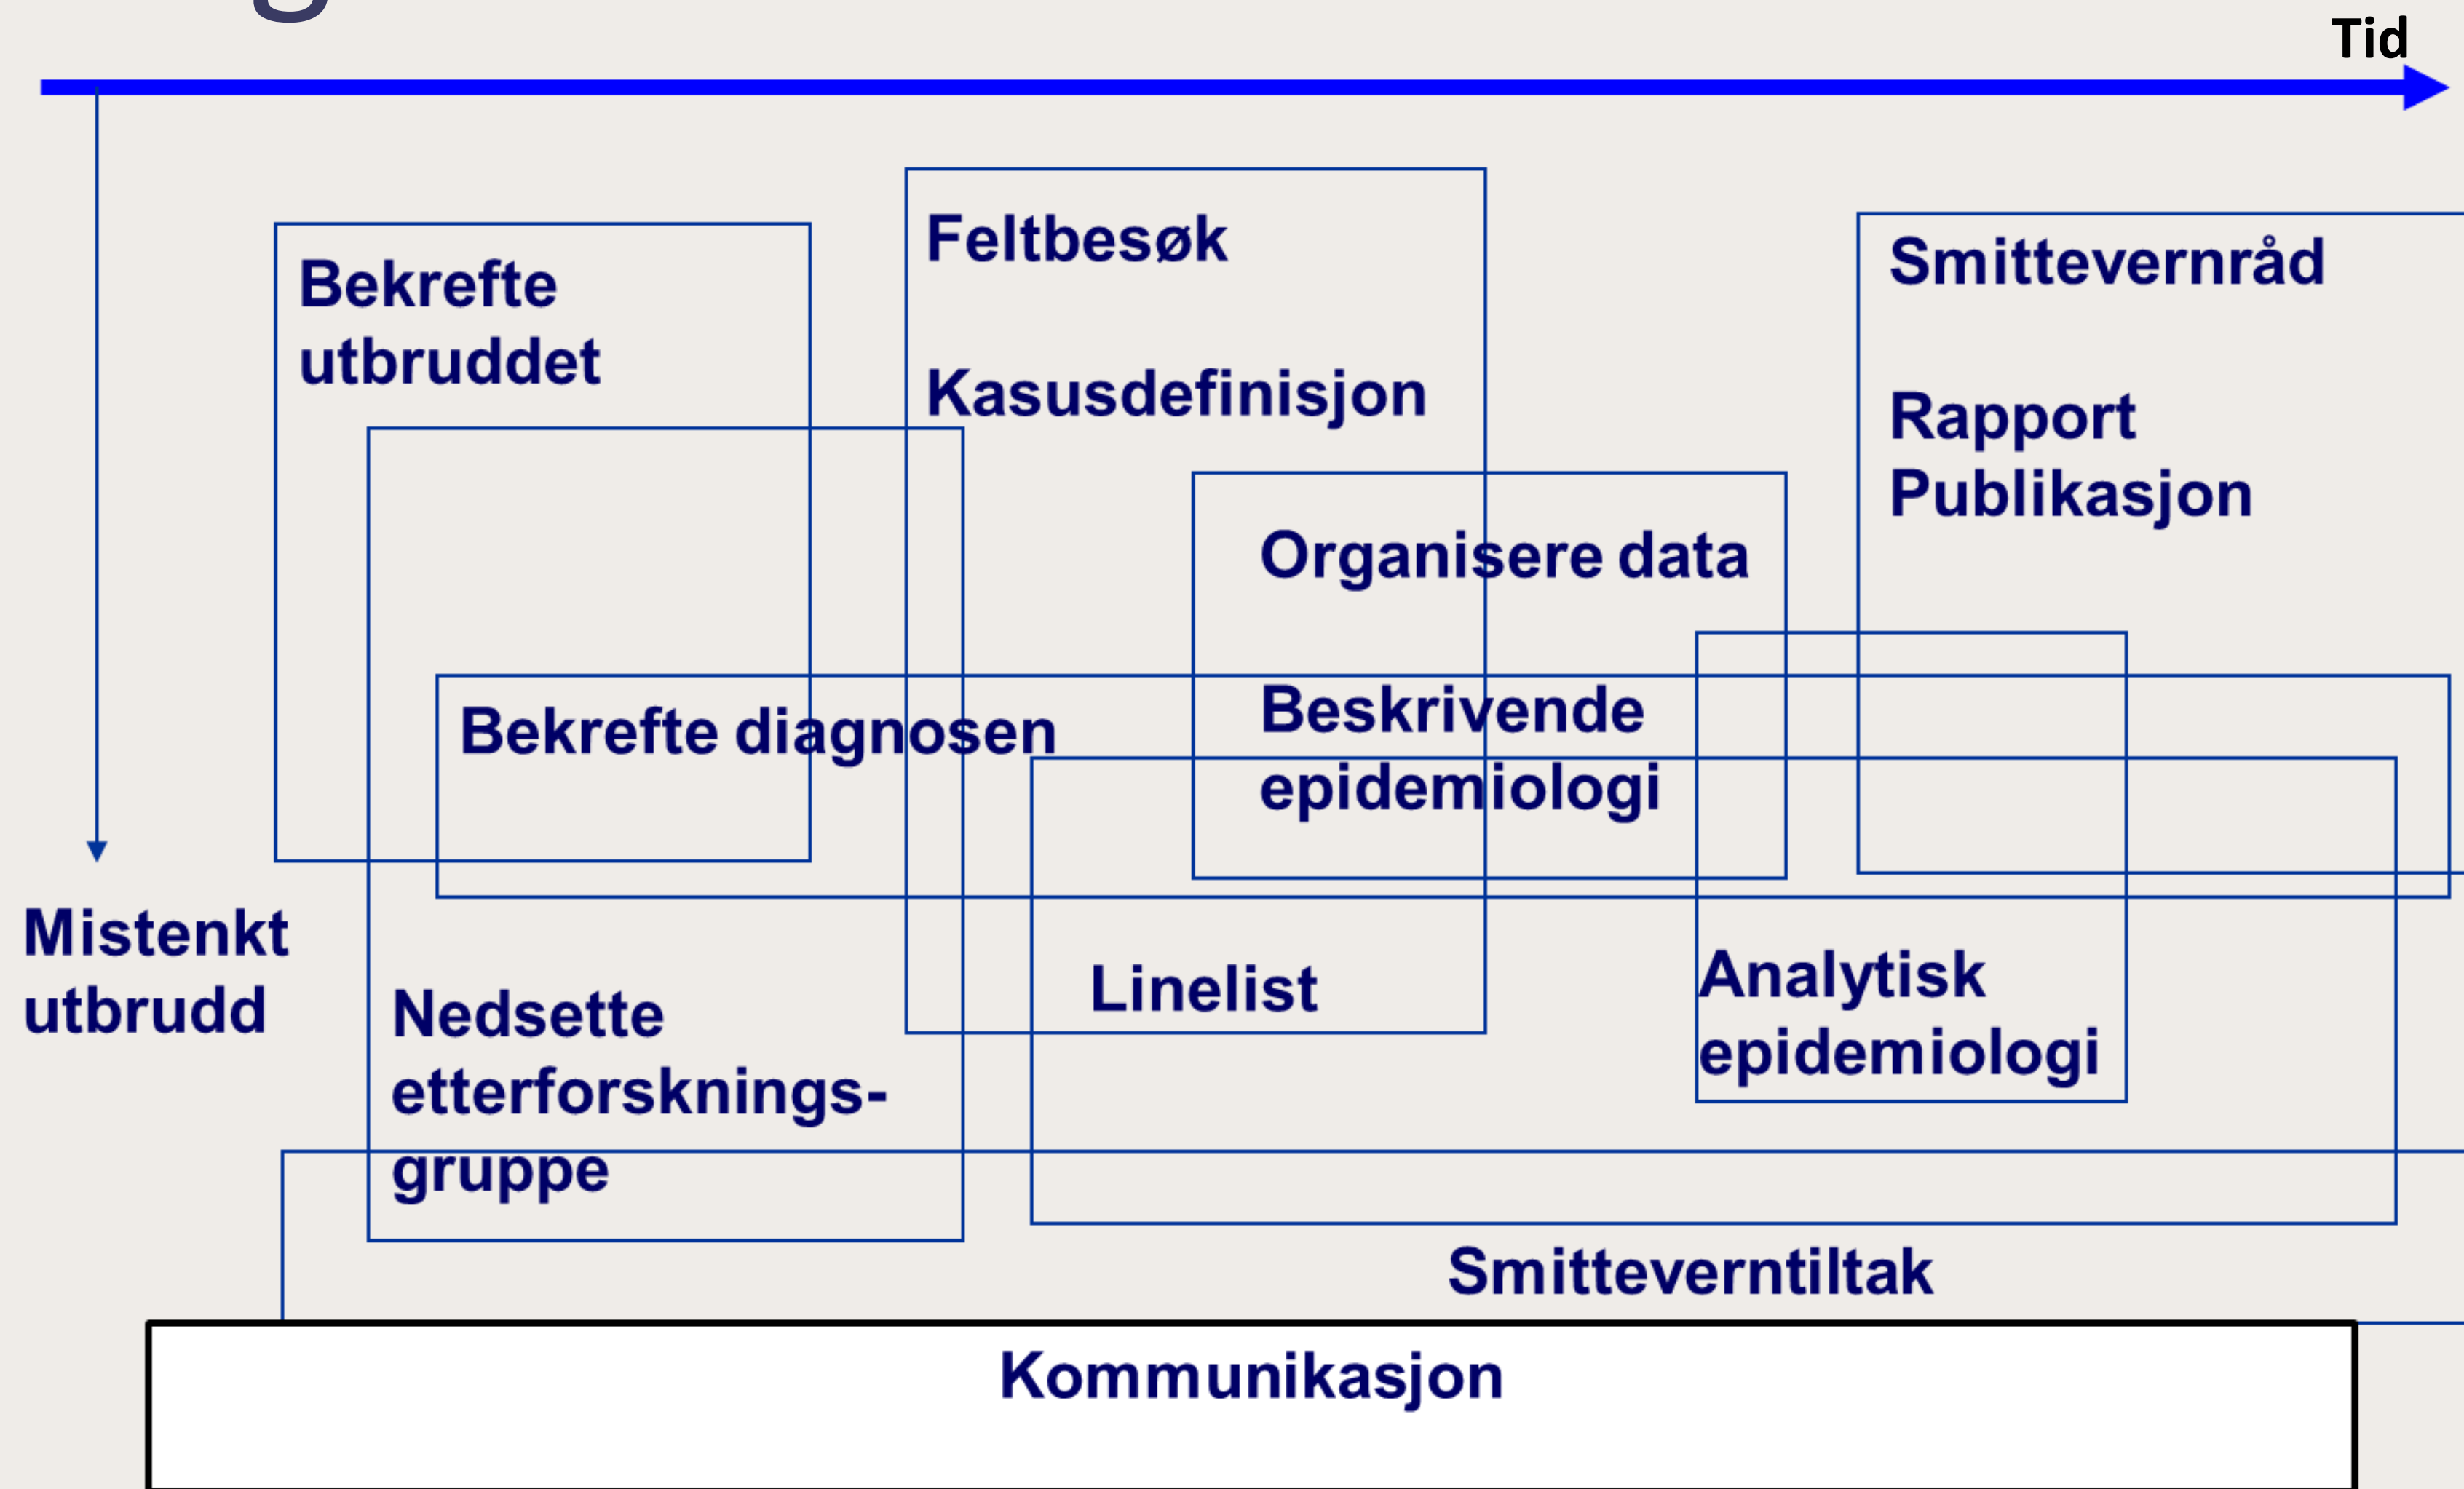 Tid
Bekrefte
utbruddet
Feltbesøk
Kasusdefinisjon
Smittevernråd
Rapport
Publikasjon
Organisere data
Beskrivende
epidemiologi
Bekrefte diagnosen
Mistenkt
utbrudd
Nedsette
etterforsknings-
gruppe
Linelist
Analytisk
epidemiologi
Smitteverntiltak
Kommunikasjon